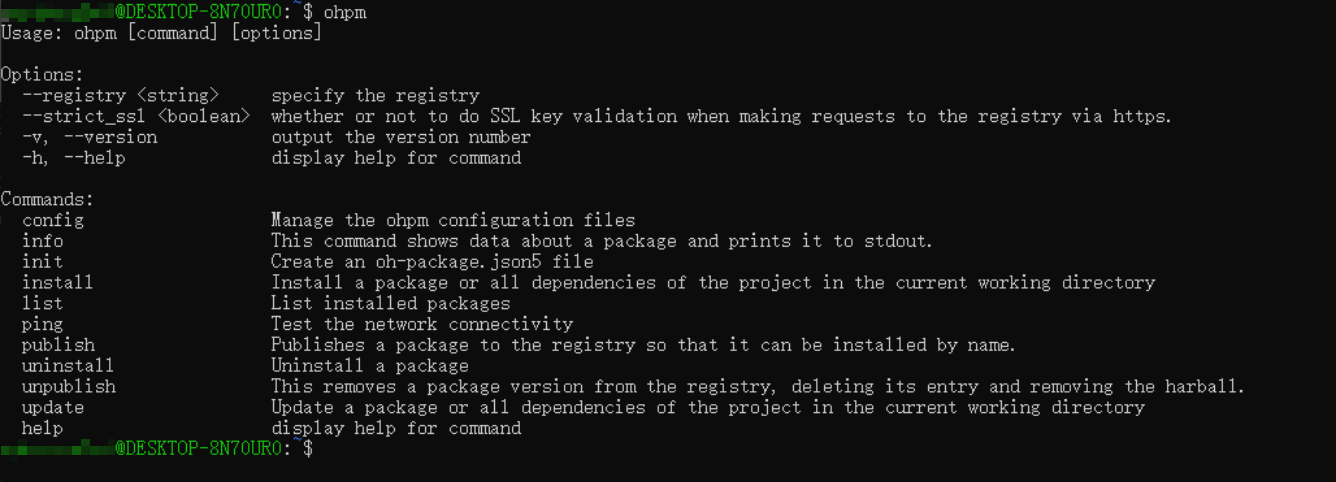 @DESKTOP-8N70UR0:~$ ohpm
Usage: ohpm [command] [options]
Options:
--registry <string> specify the registry
--strict_ssl <boolean> whether or not to do SSL key validation when making requests to the registry via https.
-v, --version output the version number
-h, --help display help for command
Commands:
config Manage the ohpm configuration files
info This command shows data about a package and prints it to stdout.
init Create an oh-package.json5 file
install Install a package or all dependencies of the project in the current working directory
list List installed packages
ping Test the network connectivity
publish Publishes a package to the registry so that it can be installed by name.
uninstall Uninstall a package
unpublish This removes a package version from the registry, deleting its entry and removing the harball.
update Update a package or all dependencies of the project in the current working directory
help display help for command
@DESKTOP-8N70UR0:~$